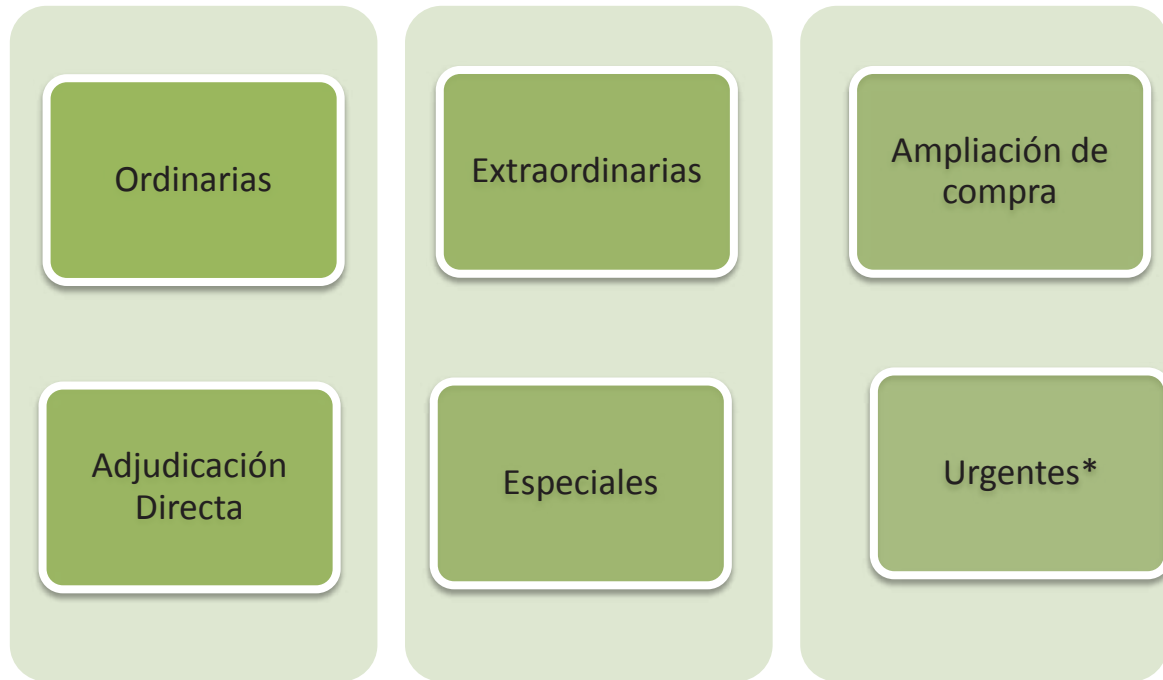 Ordinarias
Extraordinarias
Ampliación de
compra
Adjudicación
Directa
Especiales
Urgentes*